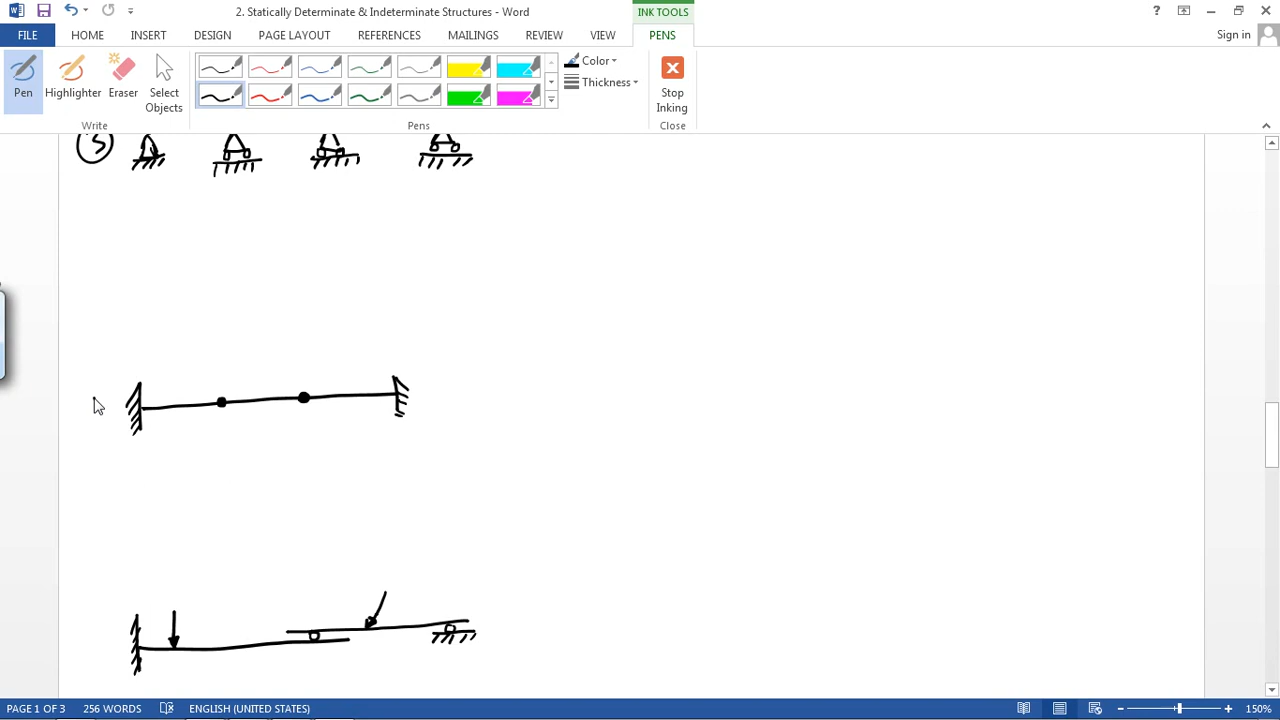 2. Statically Determinate & Indeterminate Structures - Word
INK TOOLS
?
FILE HOME INSERT DESIGN PAGE LAYOUT REFERENCES MAILINGS REVIEW VIEW PENS Sign in
Pen Highlighter Eraser Select Objects
Color
Thickness
Stop Inking
Write Pens Close
3
PAGE 1 OF 3 256 WORDS ENGLISH (UNITED STATES) 150%